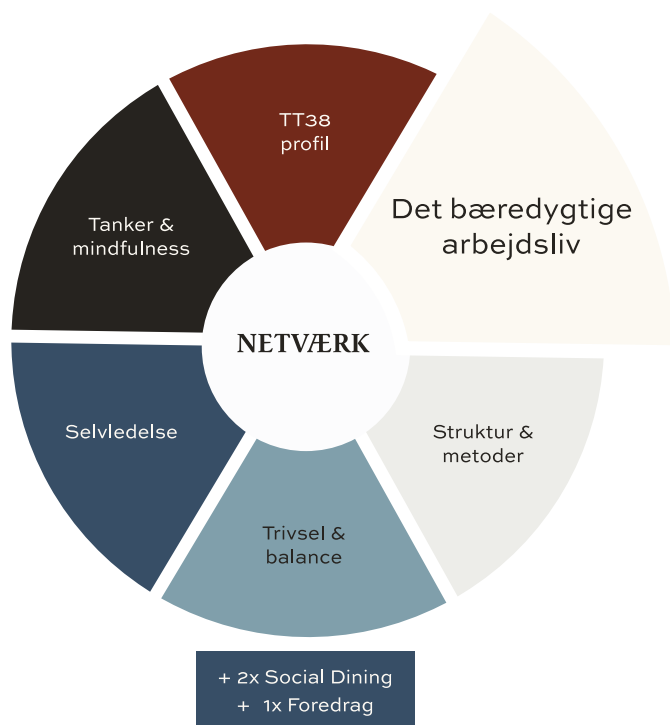 TT38
profil
Det bæredygtige
arbejdsliv
Tanker &
mindfulness
NETVÆRK
Selvledelse
Struktur &
metoder
Trivsel &
balance
+ 2x Social Dining
+ 1x Foredrag